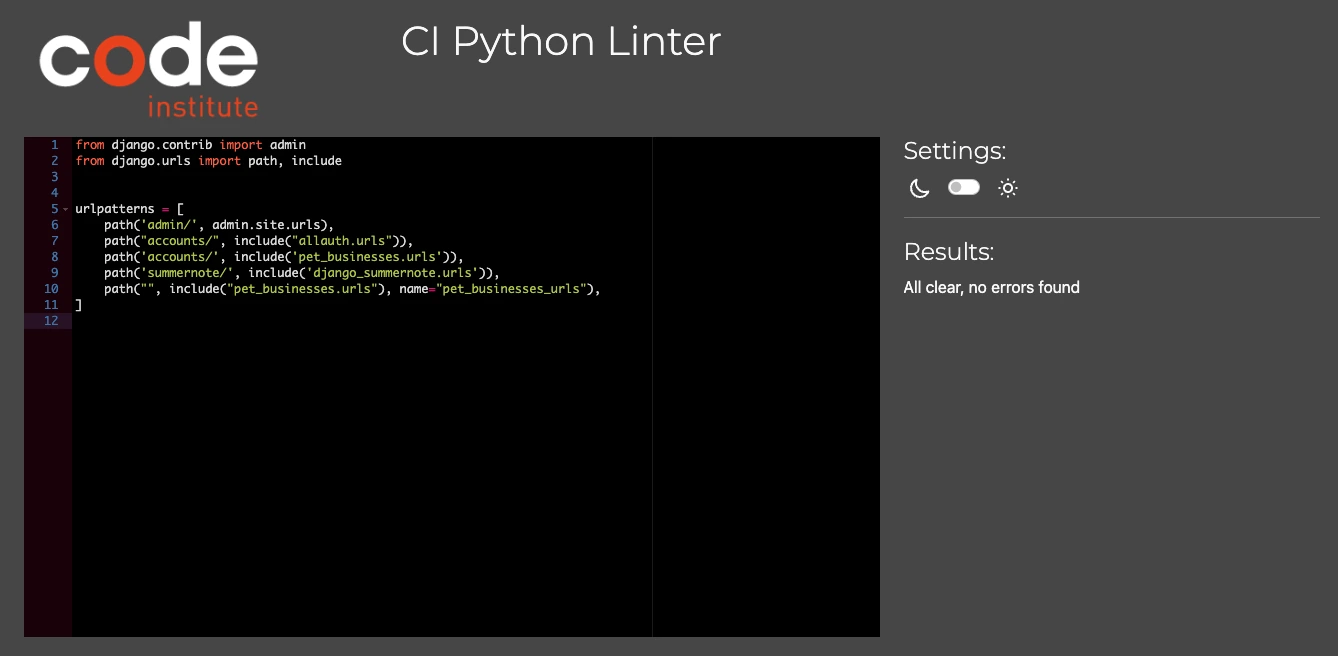 code
institute
CI Python Linter
1 from django.contrib import admin
2 from django.urls import path, include
3
4
5 urlpatterns = [
6     path('admin/', admin.site.urls),
7     path("accounts/", include("allauth.urls")),
8     path('accounts/', include('pet_businesses.urls')),
9     path('summernote/', include('django_summernote.urls')),
10     path("", include("pet_businesses.urls"), name="pet_businesses_urls"),
11 ]
12
Settings:
Results:
All clear, no errors found